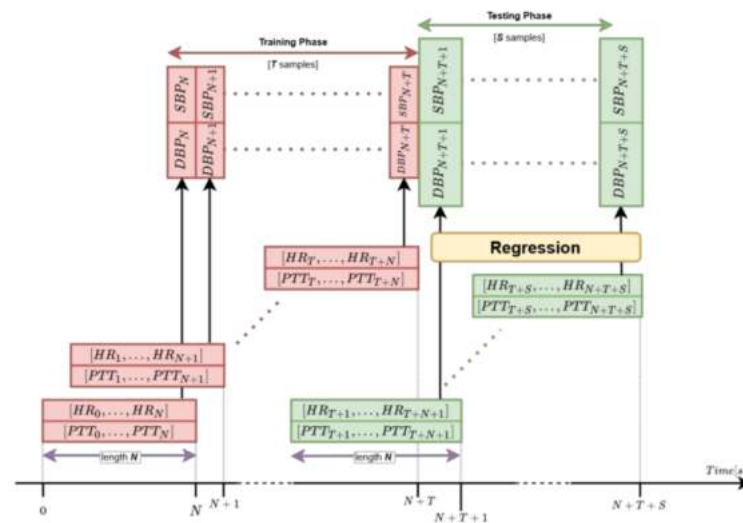 Testing Phase
[S samples]
Training Phase
[T samples]
SBP_N
SBP_{N+1}
SBP_{N+T}
SBP_{N+T+1}
SBP_{N+T+S}
DBP_N
DBP_{N+1}
DBP_{N+T}
DBP_{N+T+1}
DBP_{N+T+S}
Regression
[HR_T, ..., HR_{T+N}]
[PTT_T, ..., PTT_{T+N}]
[HR_{T+S}, ..., HR_{N+T+S}]
[PTT_{T+S}, ..., PTT_{N+T+S}]
[HR_1, ..., HR_{N+1}]
[PTT_1, ..., PTT_{N+1}]
[HR_0, ..., HR_N]
[PTT_0, ..., PTT_N]
[HR_{T+1}, ..., HR_{T+N+1}]
[PTT_{T+1}, ..., PTT_{T+N+1}]
length N
length N
Time[s
0
N
N+1
N+T
N+T+1
N+T+S